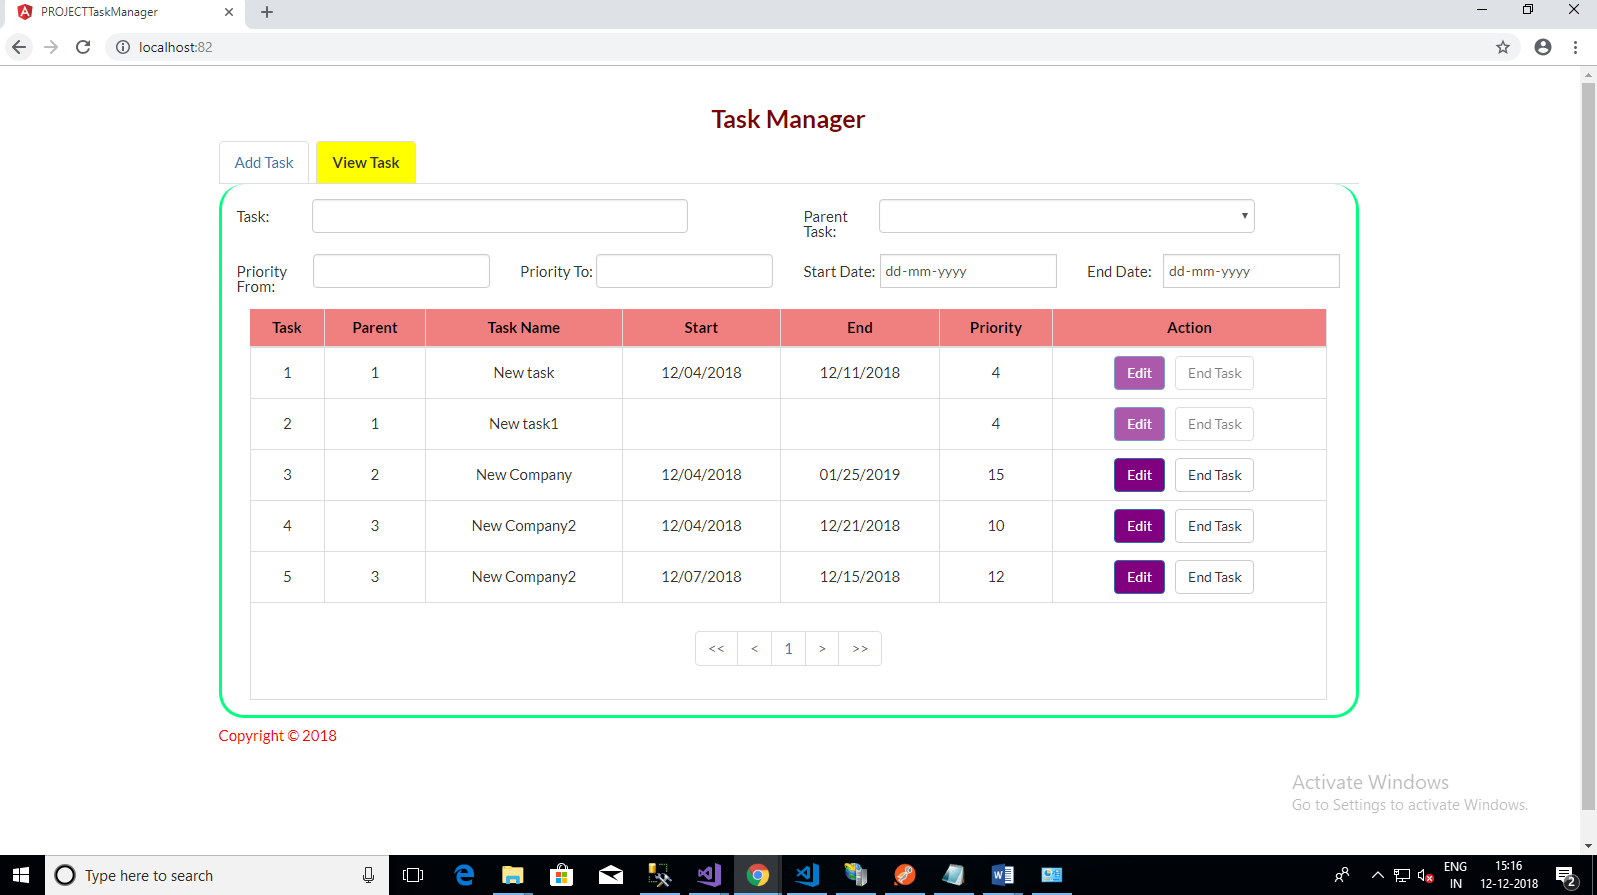 PROJECTTaskManager
localhost:82
Task Manager
Add Task
View Task
Task:
Parent Task:
Priority From:
Priority To:
Start Date: dd-mm-yyyy
End Date: dd-mm-yyyy
Task Parent Task Name Start End Priority Action
1 1 New task 12/04/2018 12/11/2018 4 Edit End Task
2 1 New task1 4 Edit End Task
3 2 New Company 12/04/2018 01/25/2019 15 Edit End Task
4 3 New Company2 12/04/2018 12/21/2018 10 Edit End Task
5 3 New Company2 12/07/2018 12/15/2018 12 Edit End Task
<< < 1 > >>
Copyright © 2018
Activate Windows
Go to Settings to activate Windows.
Type here to search
ENG
IN
15:16
12-12-2018
2